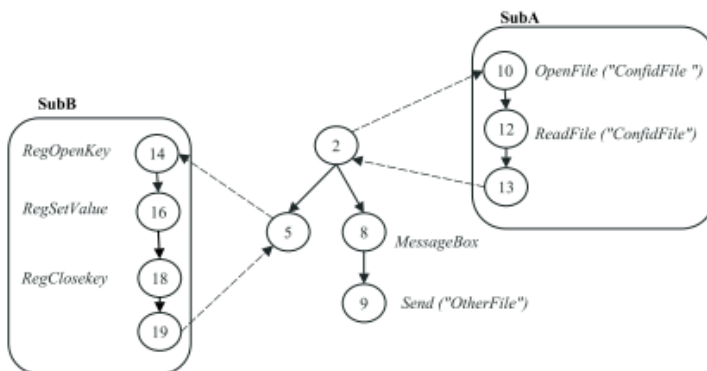 SubA
10 OpenFile ("ConfidFile ")
SubB
12 ReadFile ("ConfidFile")
RegOpenKey 14
2
13
RegSetValue 16
5
8
MessageBox
RegClosekey 18
9 Send ("OtherFile")
19